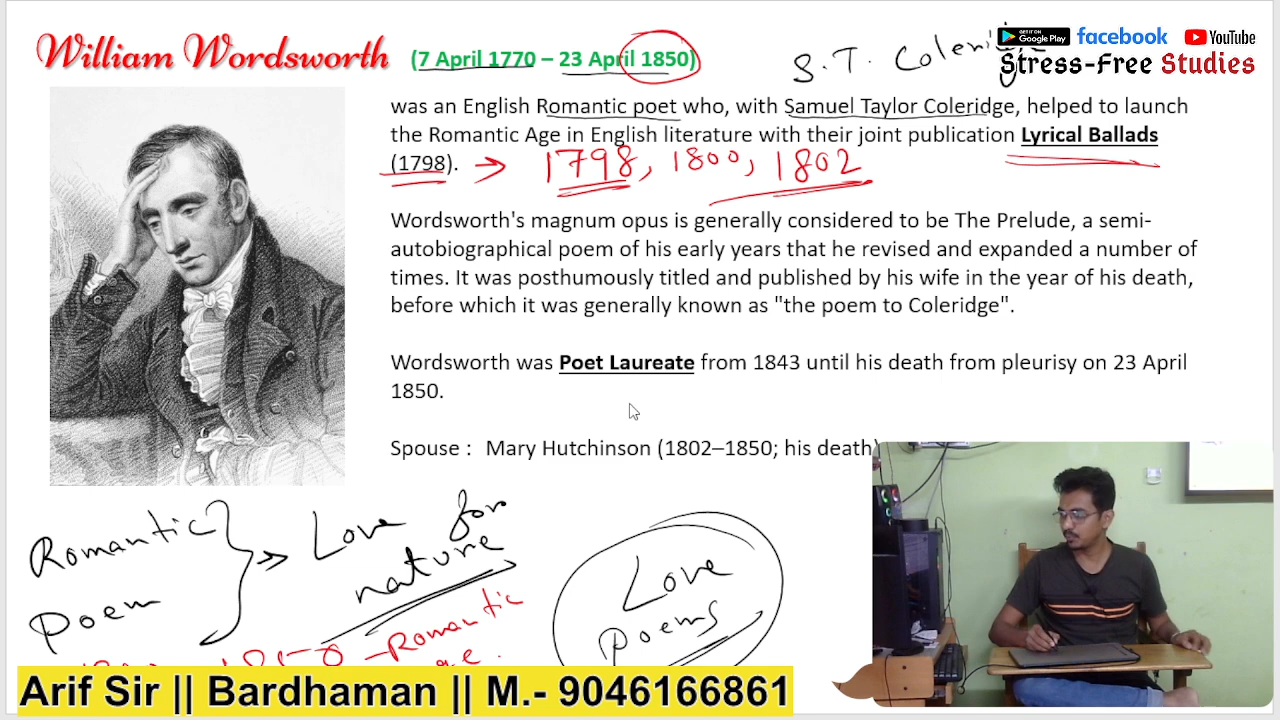 William Wordsworth (7 April 1770 – 23 April 1850)
S. T. Coleridge
GET IT ON Google Play facebook YouTube
Stress-Free Studies
was an English Romantic poet who, with Samuel Taylor Coleridge, helped to launch
the Romantic Age in English literature with their joint publication Lyrical Ballads
(1798). → 1798, 1800, 1802
Wordsworth's magnum opus is generally considered to be The Prelude, a semi-
autobiographical poem of his early years that he revised and expanded a number of
times. It was posthumously titled and published by his wife in the year of his death,
before which it was generally known as "the poem to Coleridge".
Wordsworth was Poet Laureate from 1843 until his death from pleurisy on 23 April
1850.
Spouse : Mary Hutchinson (1802–1850; his death)
Romantic
Poem
Love for
nature
Love
Poems
Romantic
Arif Sir || Bardhaman || M.- 9046166861